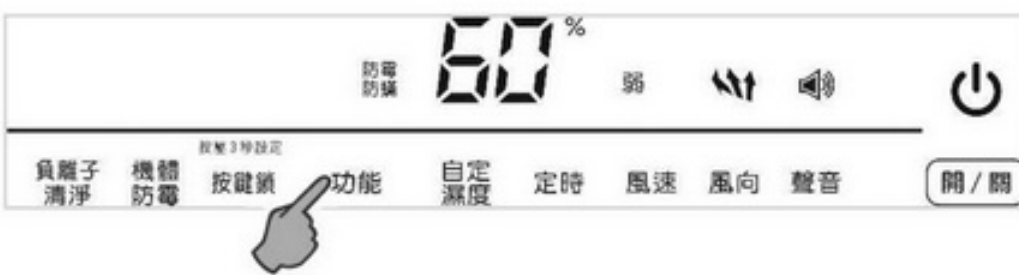 60%
防霉
防蟎
弱
按壓3秒設定
負離子
清淨
機體
防霉
按鍵鎖
功能
自定
濕度
定時
風速
風向
聲音
開/關